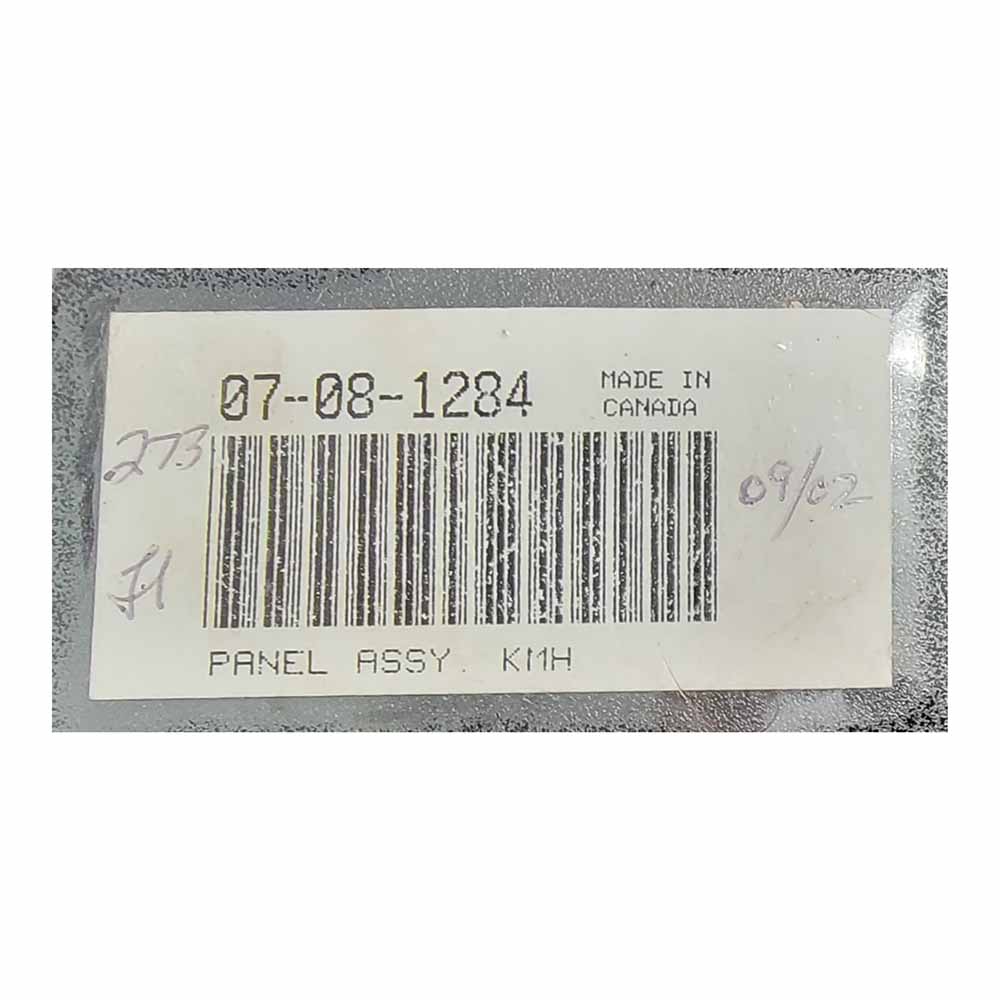 07-08-1284
MADE IN
CANADA
273
09/02
PANEL ASSY. KMH